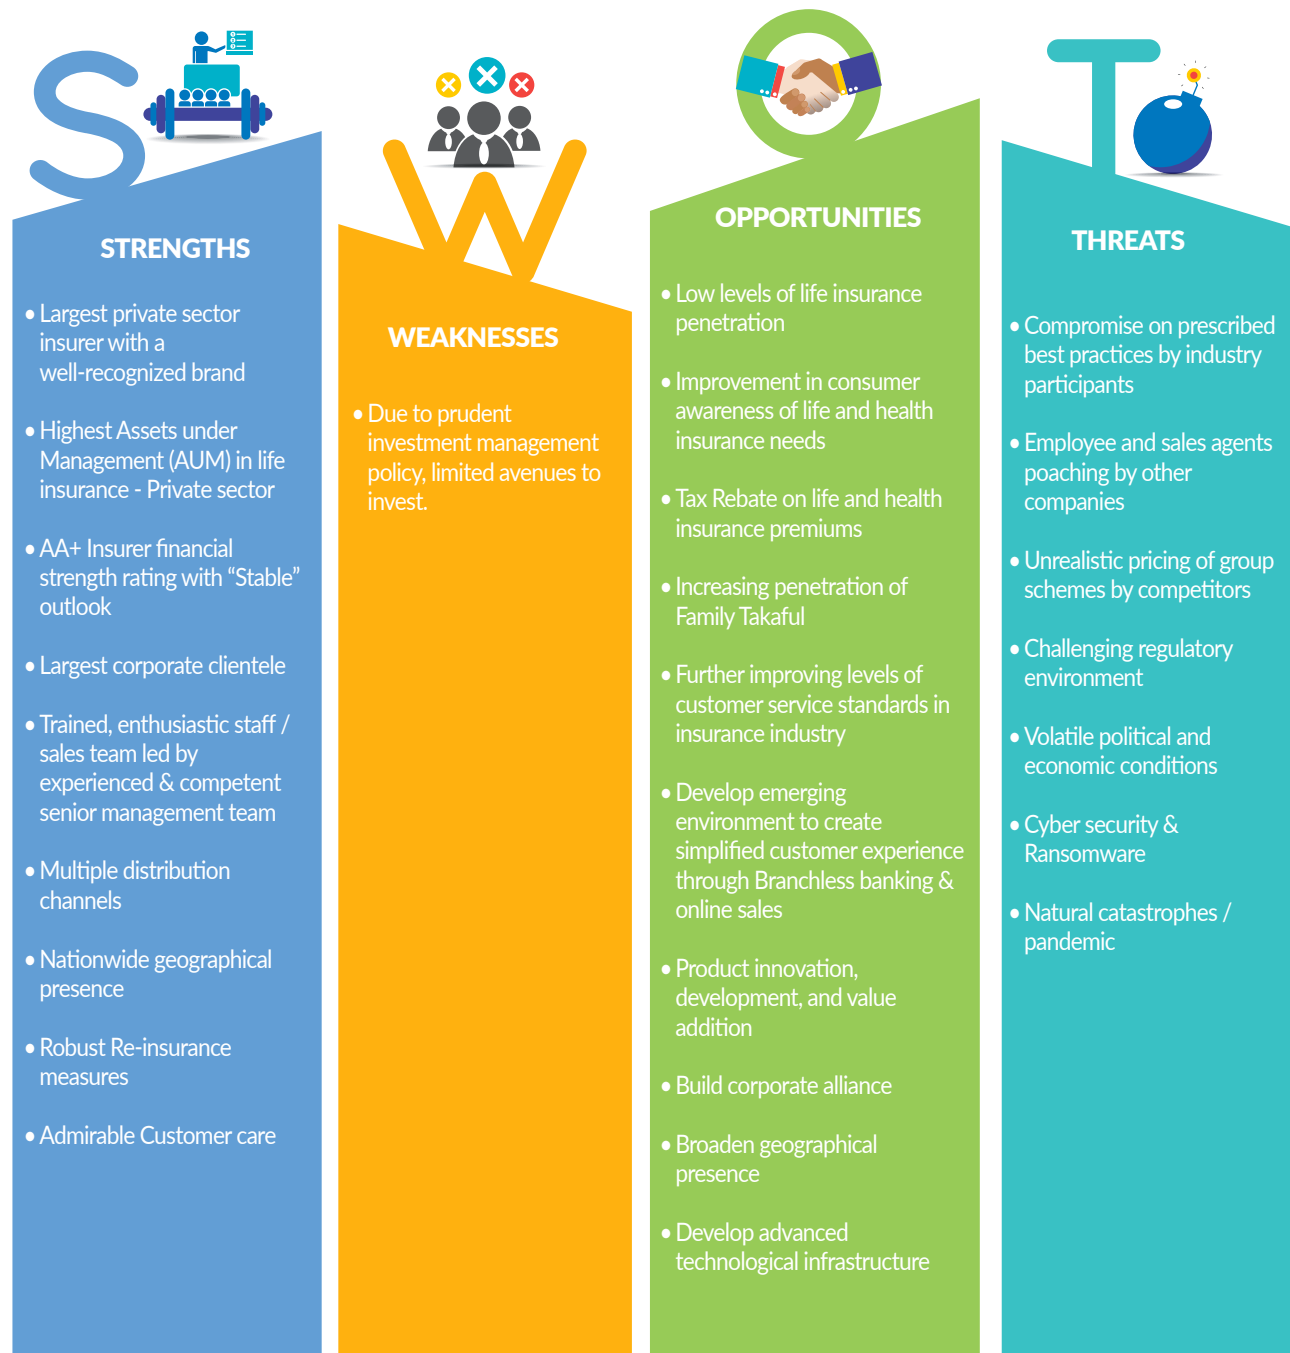 S
W
O
T
STRENGTHS
• Largest private sector
insurer with a
well-recognized brand
• Highest Assets under
Management (AUM) in life
insurance - Private sector
• AA+ Insurer financial
strength rating with “Stable”
outlook
• Largest corporate clientele
• Trained, enthusiastic staff /
sales team led by
experienced & competent
senior management team
• Multiple distribution
channels
• Nationwide geographical
presence
• Robust Re-insurance
measures
• Admirable Customer care
WEAKNESSES
• Due to prudent
investment management
policy, limited avenues to
invest.
OPPORTUNITIES
• Low levels of life insurance
penetration
• Improvement in consumer
awareness of life and health
insurance needs
• Tax Rebate on life and health
insurance premiums
• Increasing penetration of
Family Takaful
• Further improving levels of
customer service standards in
insurance industry
• Develop emerging
environment to create
simplified customer experience
through Branchless banking &
online sales
• Product innovation,
development, and value
addition
• Build corporate alliance
• Broaden geographical
presence
• Develop advanced
technological infrastructure
THREATS
• Compromise on prescribed
best practices by industry
participants
• Employee and sales agents
poaching by other
companies
• Unrealistic pricing of group
schemes by competitors
• Challenging regulatory
environment
• Volatile political and
economic conditions
• Cyber security &
Ransomware
• Natural catastrophes /
pandemic